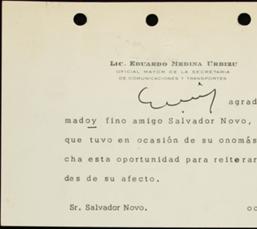 LIC. EDUARDO MEDINA URBIZU
OFICIAL MAYOR DE LA SECRETARIA
DE COMUNICACIONES Y TRANSPORTES
agrad
madoy fino amigo Salvador Novo,
que tuvo en ocasión de su onomás
cha esta oportunidad para reiterar
des de su afecto.
Sr. Salvador Novo.
oc